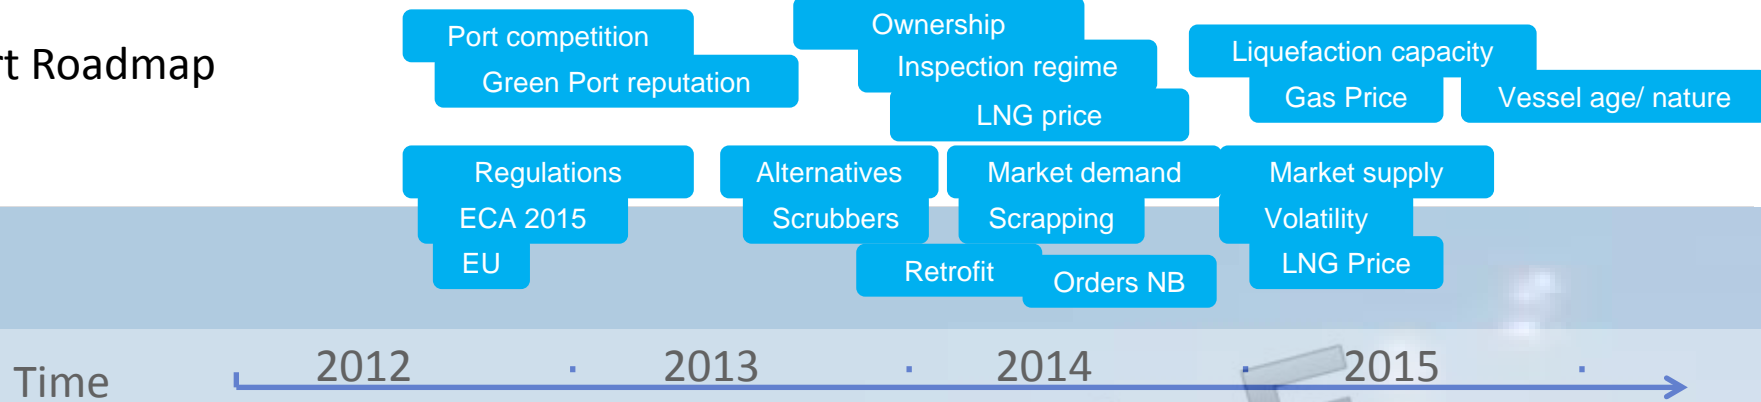 rt Roadmap
Port competition
Green Port reputation
Ownership
Inspection regime
LNG price
Liquefaction capacity
Gas Price
Vessel age/ nature
Regulations
ECA 2015
EU
Alternatives
Scrubbers
Retrofit
Market demand
Scrapping
Orders NB
Market supply
Volatility
LNG Price
Time
2012
2013
2014
2015